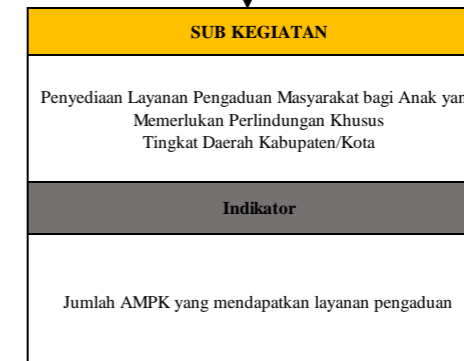 SUB KEGIATAN
Penyediaan Layanan Pengaduan Masyarakat bagi Anak yan
Memerlukan Perlindungan Khusus
Tingkat Daerah Kabupaten/Kota
Indikator
Jumlah AMPK yang mendapatkan layanan pengaduan